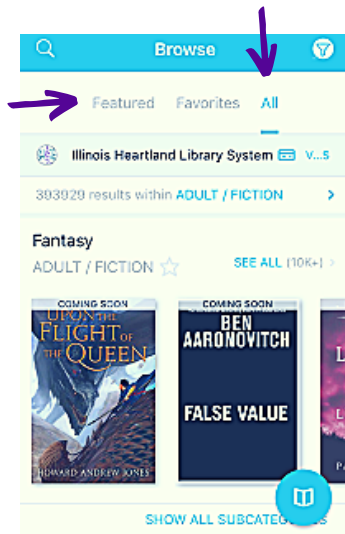 Browse
Featured Favorites All
Illinois Heartland Library System V...5
393929 results within ADULT / FICTION >
Fantasy
ADULT / FICTION SEE ALL (10K+) >
COMING SOON
UPON THE
FLIGHT OF
THE QUEEN
HOWARD ANDREW JONES
COMING SOON
BEN
AARONOVITCH
FALSE VALUE
SHOW ALL